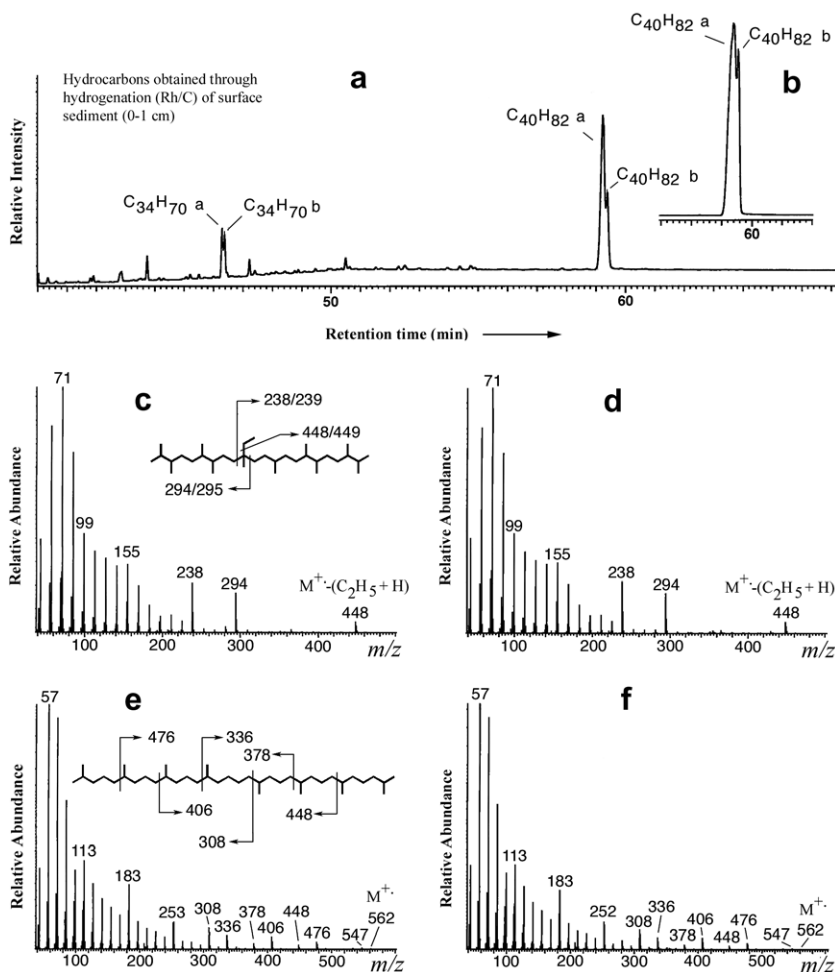 Hydrocarbons obtained through
hydrogenation (Rh/C) of surface
sediment (0-1 cm)
a
b
C40H82 a
C40H82 b
C40H82 a
C40H82 b
C34H70 a
C34H70 b
60
50
60
Relative Intensity
Retention time (min)
c
71
99
155
238
294
448
238/239
448/449
294/295
M+·-(C2H5 + H)
100
200
400
m/z
Relative Abundance
d
71
99
155
238
294
448
M+·-(C2H5 + H)
100
200
400
m/z
Relative Abundance
e
57
113
183
253
308
336
378
406
448
476
547
562
M+·
476
336
378
406
448
308
100
200
300
400
500
m/z
Relative Abundance
f
57
113
183
252
308
336
378
406
448
476
547
562
M+·
100
200
300
400
500
m/z
Relative Abundance